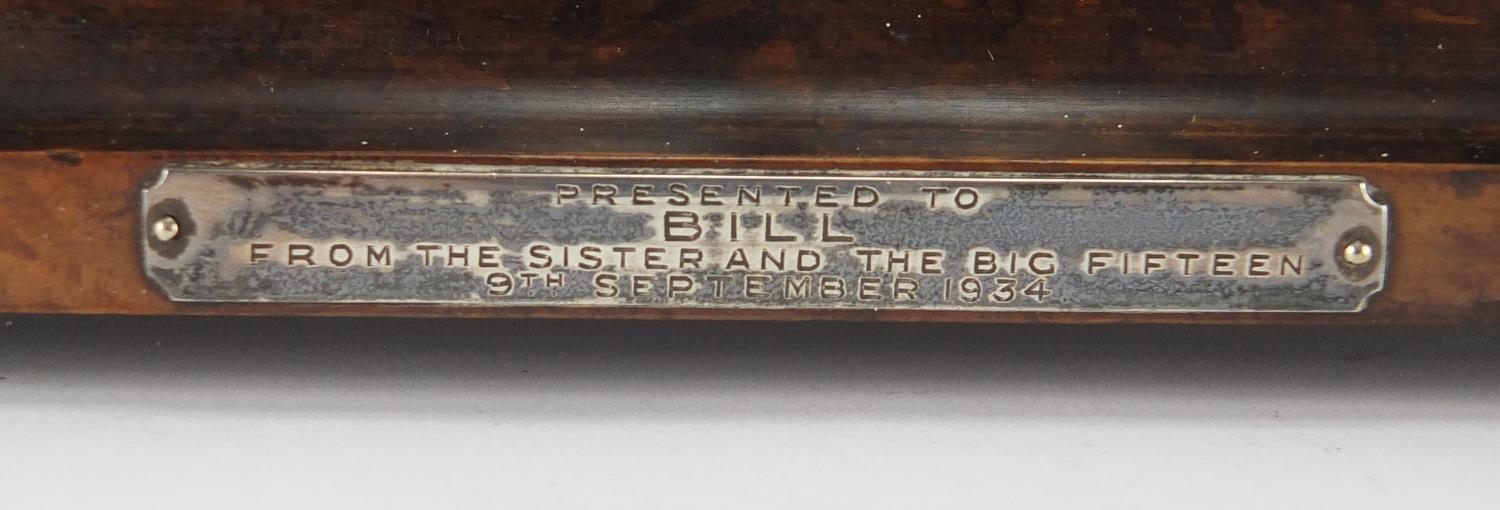 PRESENTED TO
BILL
FROM THE SISTER AND THE BIG FIFTEEN
9TH SEPTEMBER 1934